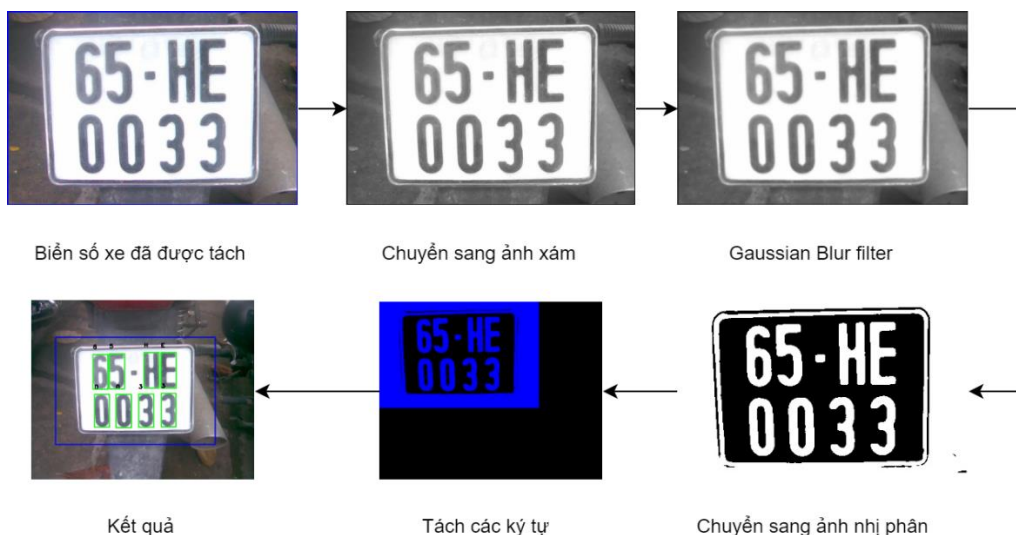 65-HE
0033
65-HE
0033
65-HE
0033
Biển số xe đã được tách
Chuyển sang ảnh xám
Gaussian Blur filter
65-HE
0033
65-HE
0033
65-HE
0033
Kết quả
Tách các ký tự
Chuyển sang ảnh nhị phân